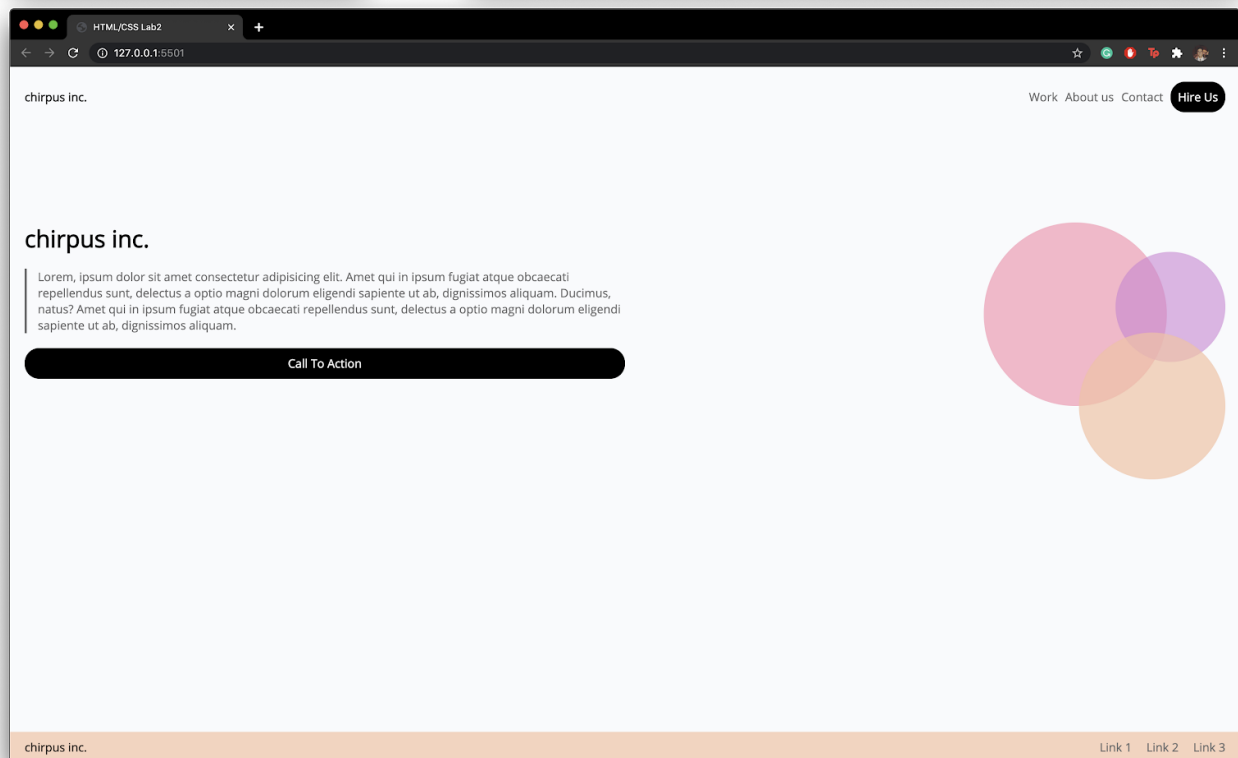 HTML/CSS Lab2
127.0.0.1:5501
Tp
chirpus inc.
Work About us Contact Hire Us
chirpus inc.
Lorem, ipsum dolor sit amet consectetur adipisicing elit. Amet qui in ipsum fugiat atque obcaecati
repellendus sunt, delectus a optio magni dolorum eligendi sapiente ut ab, dignissimos aliquam. Ducimus,
natus? Amet qui in ipsum fugiat atque obcaecati repellendus sunt, delectus a optio magni dolorum eligendi
sapiente ut ab, dignissimos aliquam.
Call To Action
chirpus inc.
Link 1 Link 2 Link 3